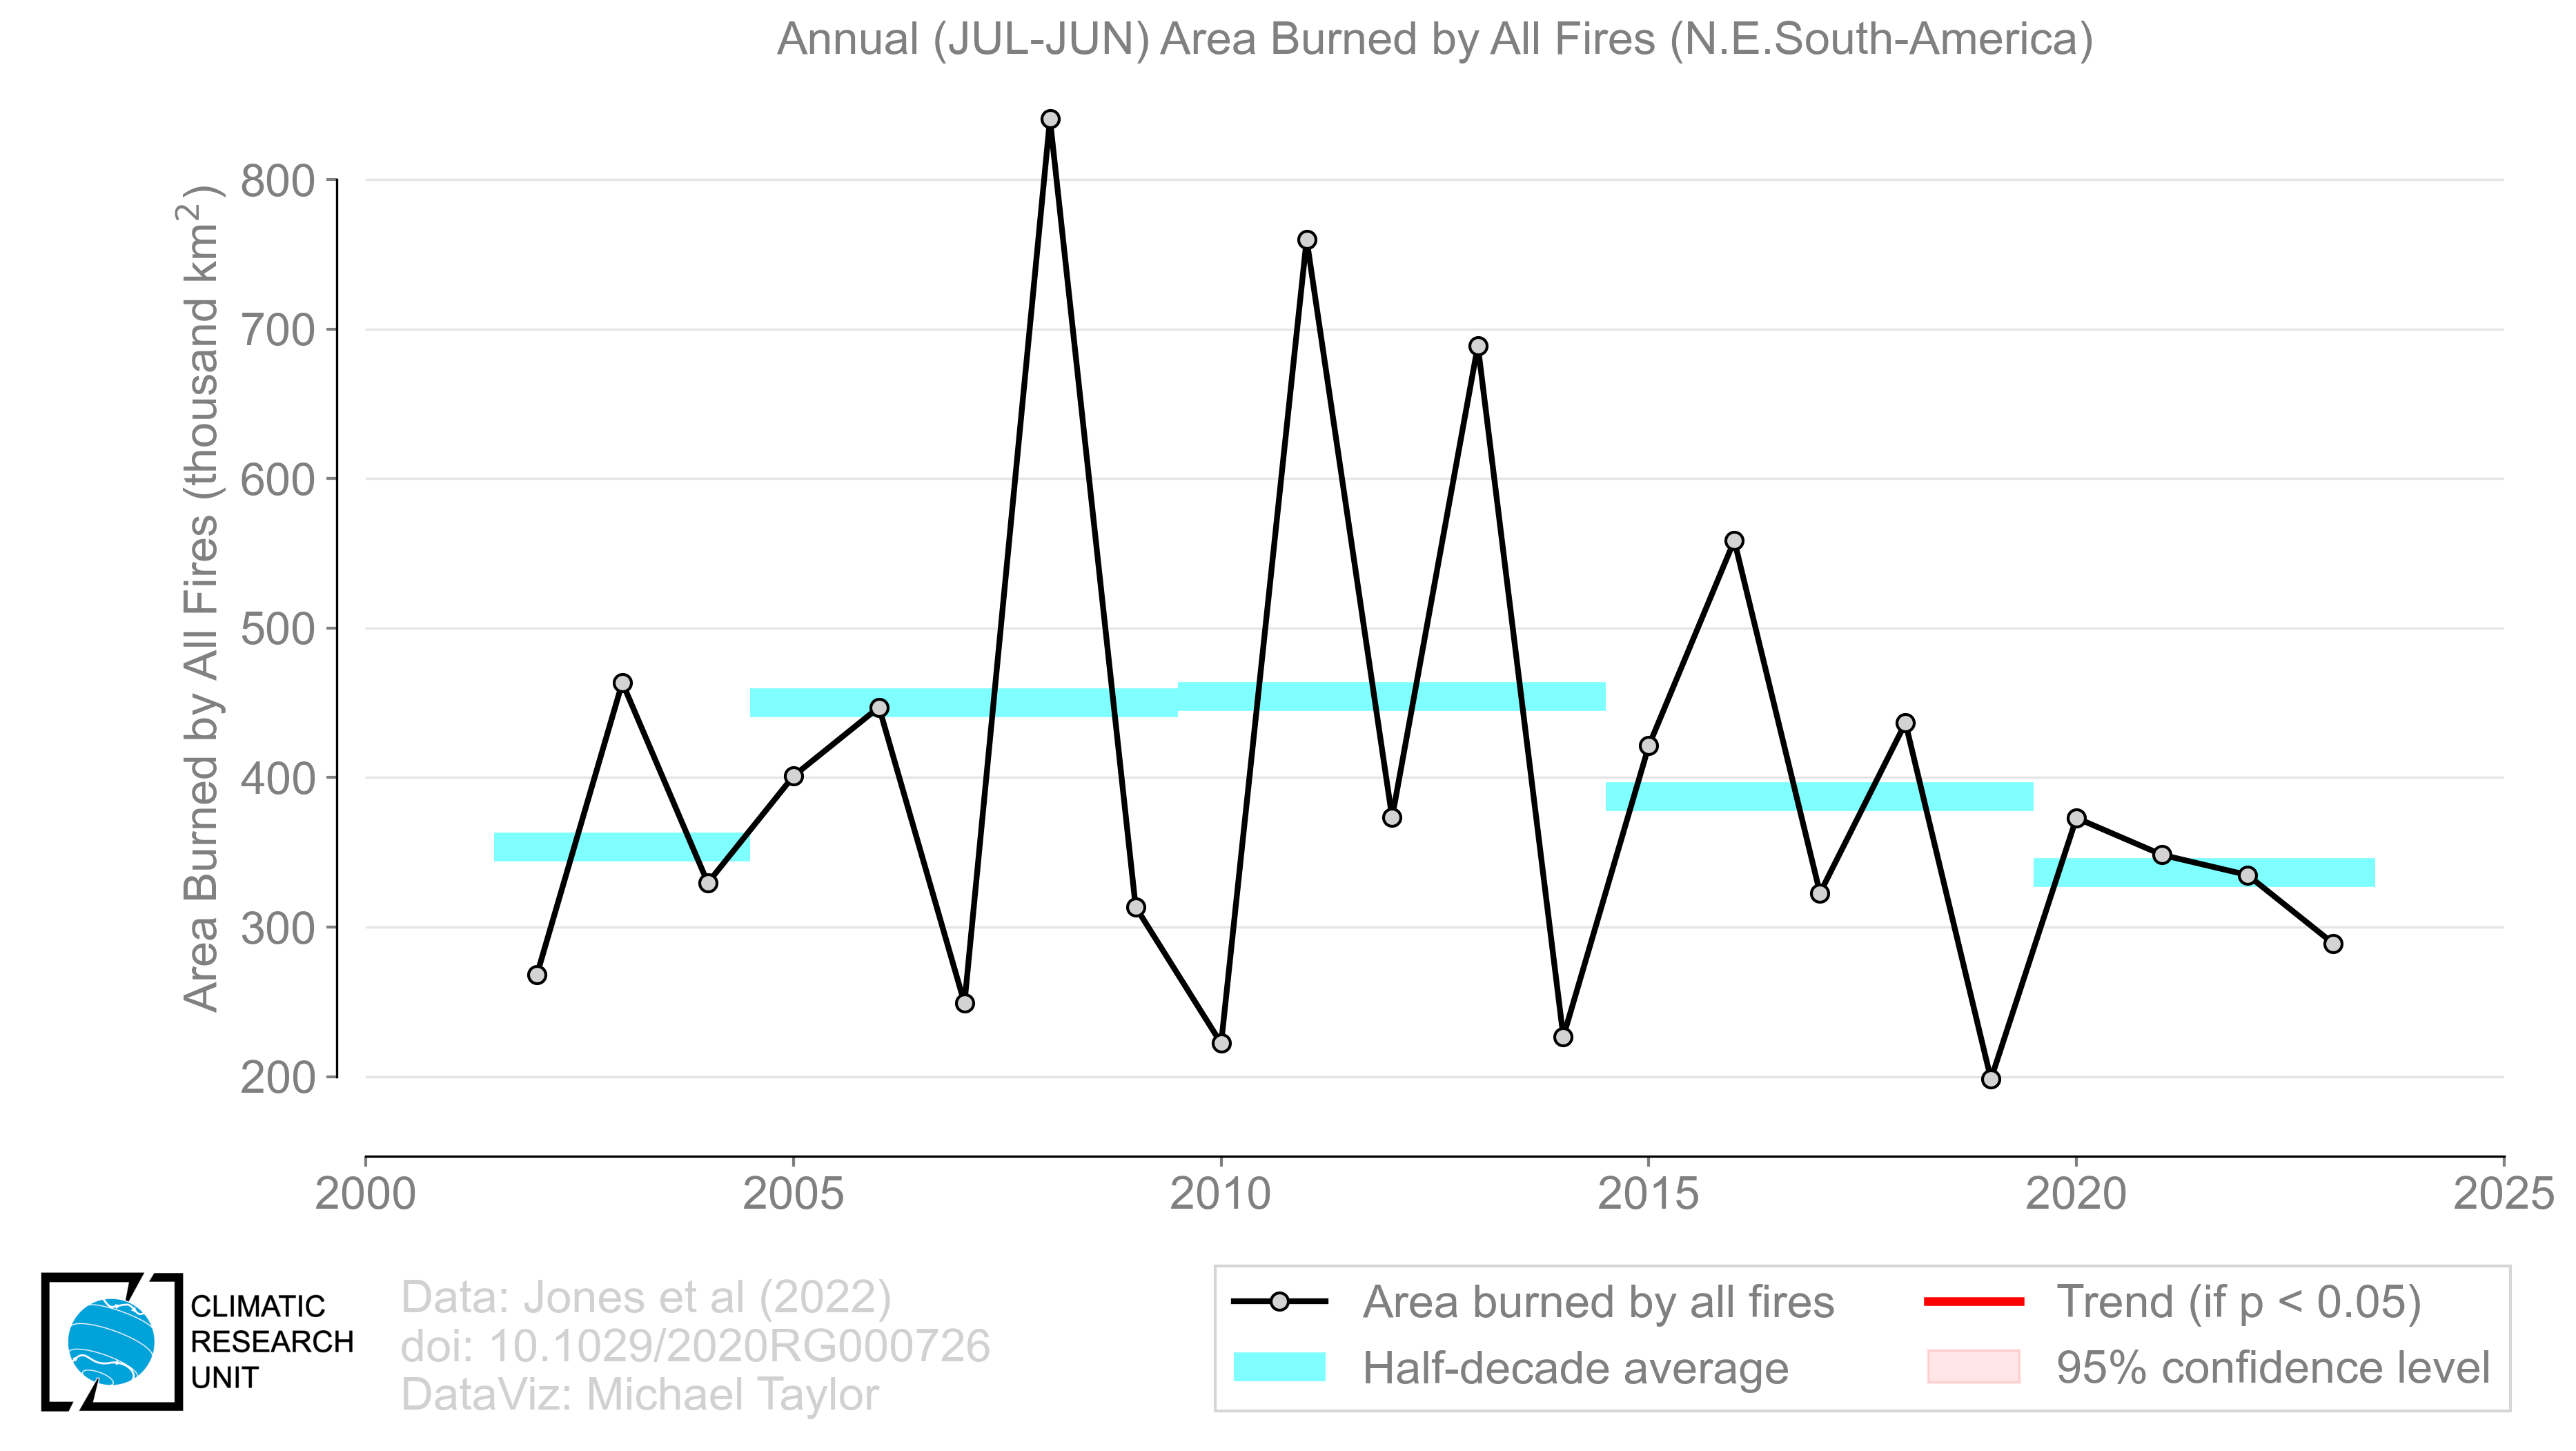 Annual (JUL-JUN) Area Burned by All Fires (N.E.South-America)
Area Burned by All Fires (thousand km²)
800
700
600
500
400
300
200
2000
2005
2010
2015
2020
2025
CLIMATIC
RESEARCH
UNIT
Data: Jones et al (2022)
doi: 10.1029/2020RG000726
DataViz: Michael Taylor
Area burned by all fires
Half-decade average
Trend (if p < 0.05)
95% confidence level